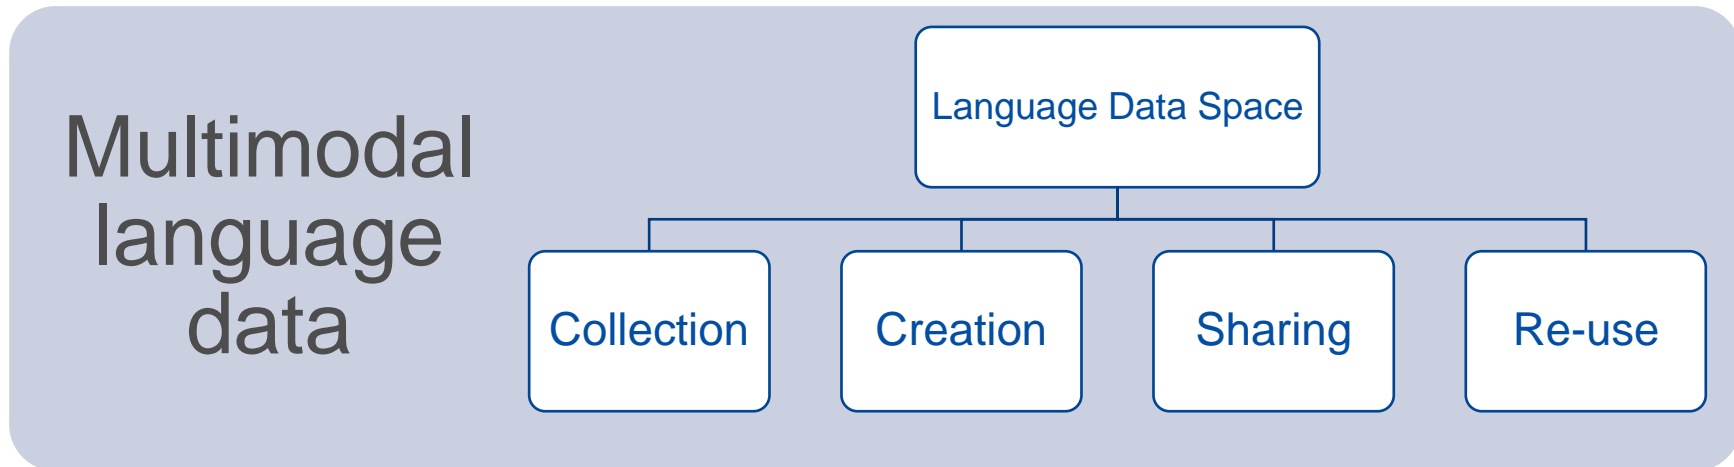 Multimodal
language
data
Language Data Space
Collection
Creation
Sharing
Re-use